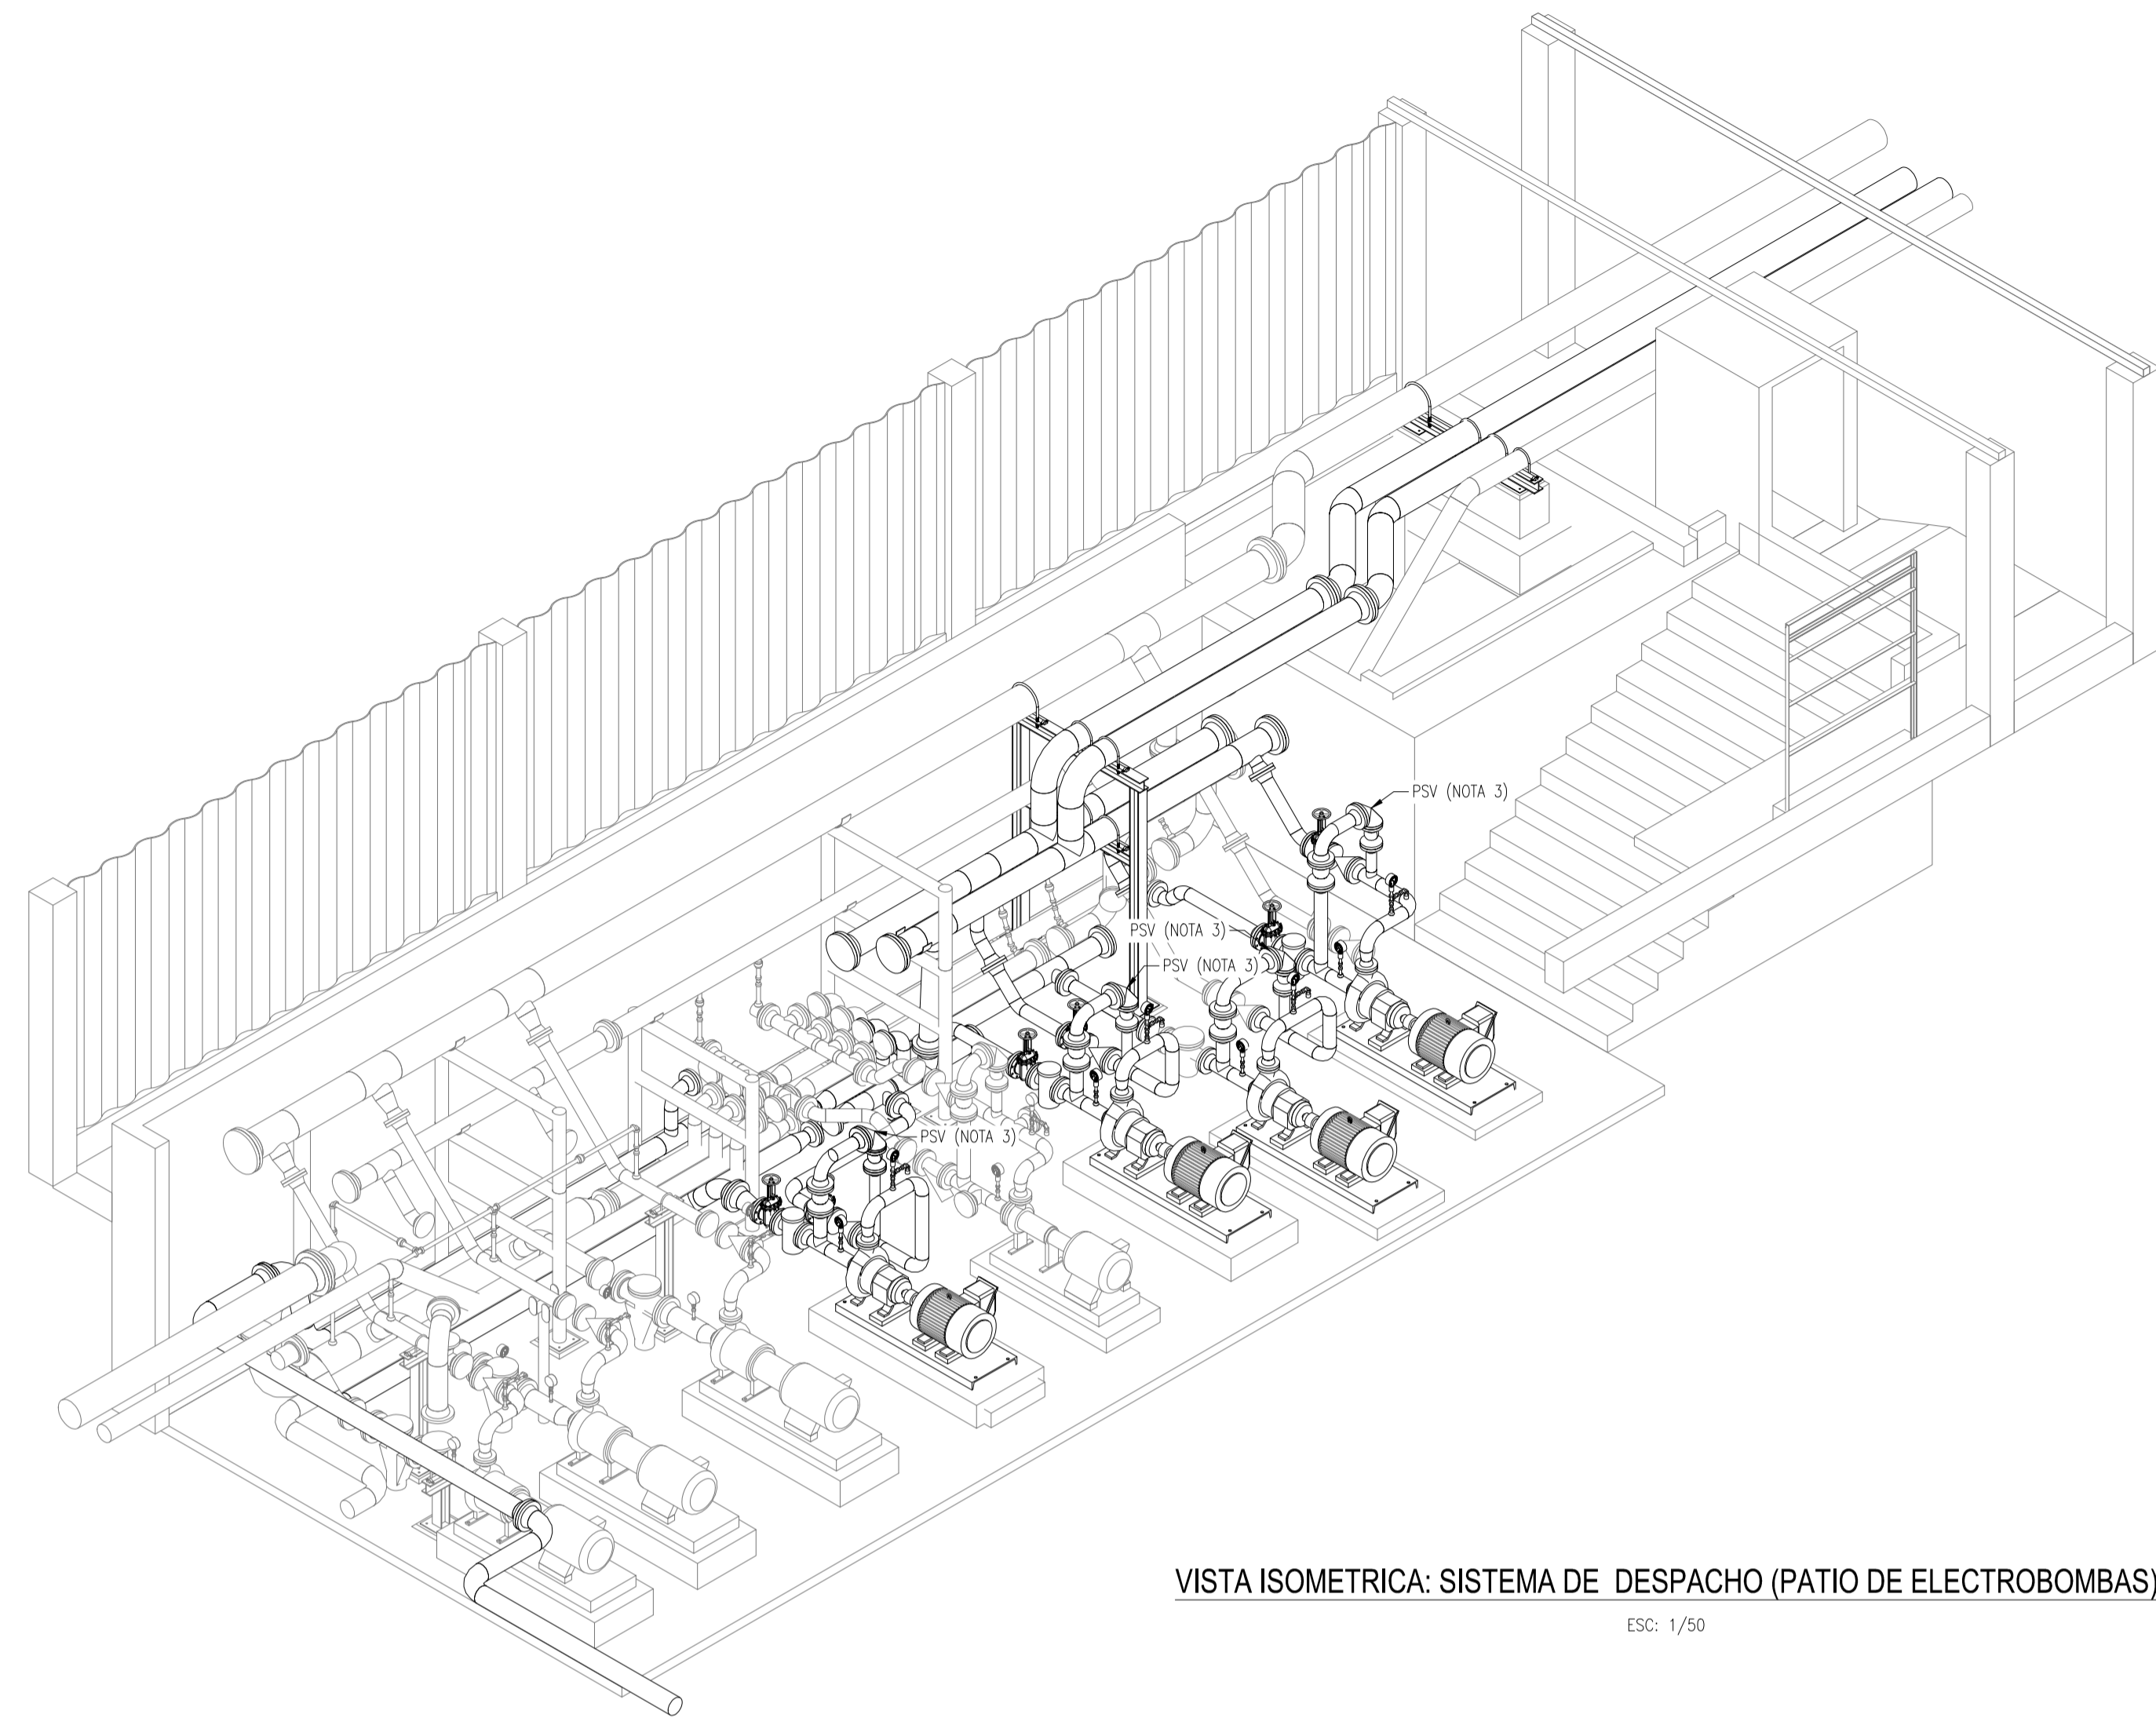 PSV (NOTA 3)
PSV (NOTA 3)
PSV (NOTA 3)
PSV (NOTA 3)
VISTA ISOMETRICA: SISTEMA DE DESPACHO (PATIO DE ELECTROBOMBAS)
ESC: 1/50